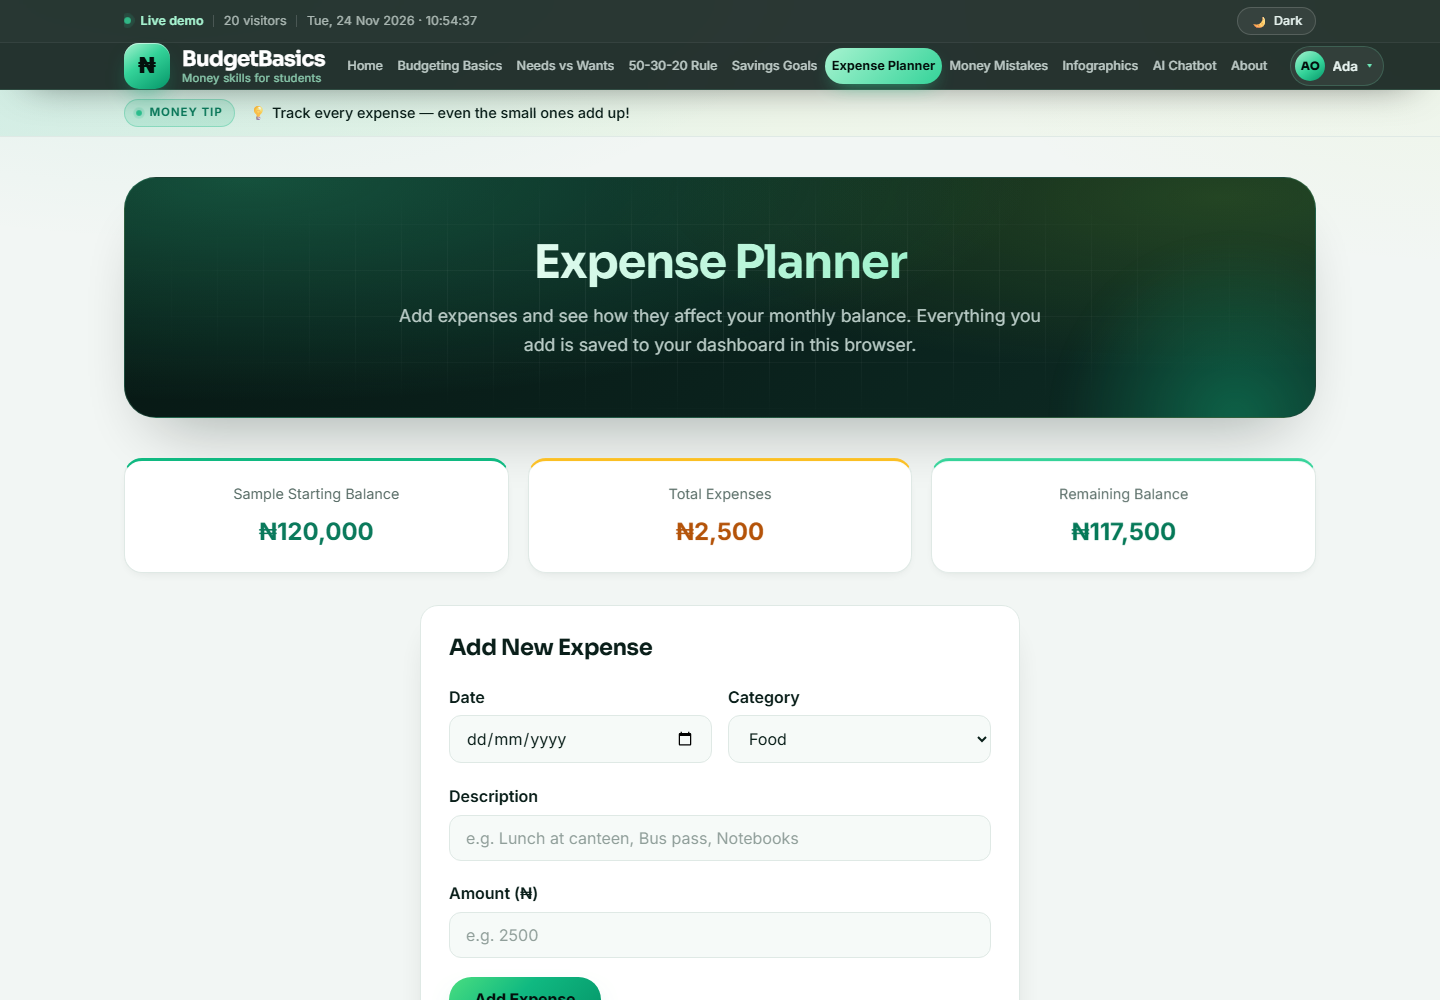 Live demo 20 visitors Tue, 24 Nov 2026 · 10:54:37 Dark
₦ BudgetBasics
Money skills for students
Home Budgeting Basics Needs vs Wants 50-30-20 Rule Savings Goals Expense Planner Money Mistakes Infographics AI Chatbot About AO Ada
MONEY TIP Track every expense — even the small ones add up!
Expense Planner
Add expenses and see how they affect your monthly balance. Everything you
add is saved to your dashboard in this browser.
Sample Starting Balance Total Expenses Remaining Balance
₦120,000 ₦2,500 ₦117,500
Add New Expense
Date Category
dd/mm/yyyy Food
Description
e.g. Lunch at canteen, Bus pass, Notebooks
Amount (₦)
e.g. 2500
Add Expense